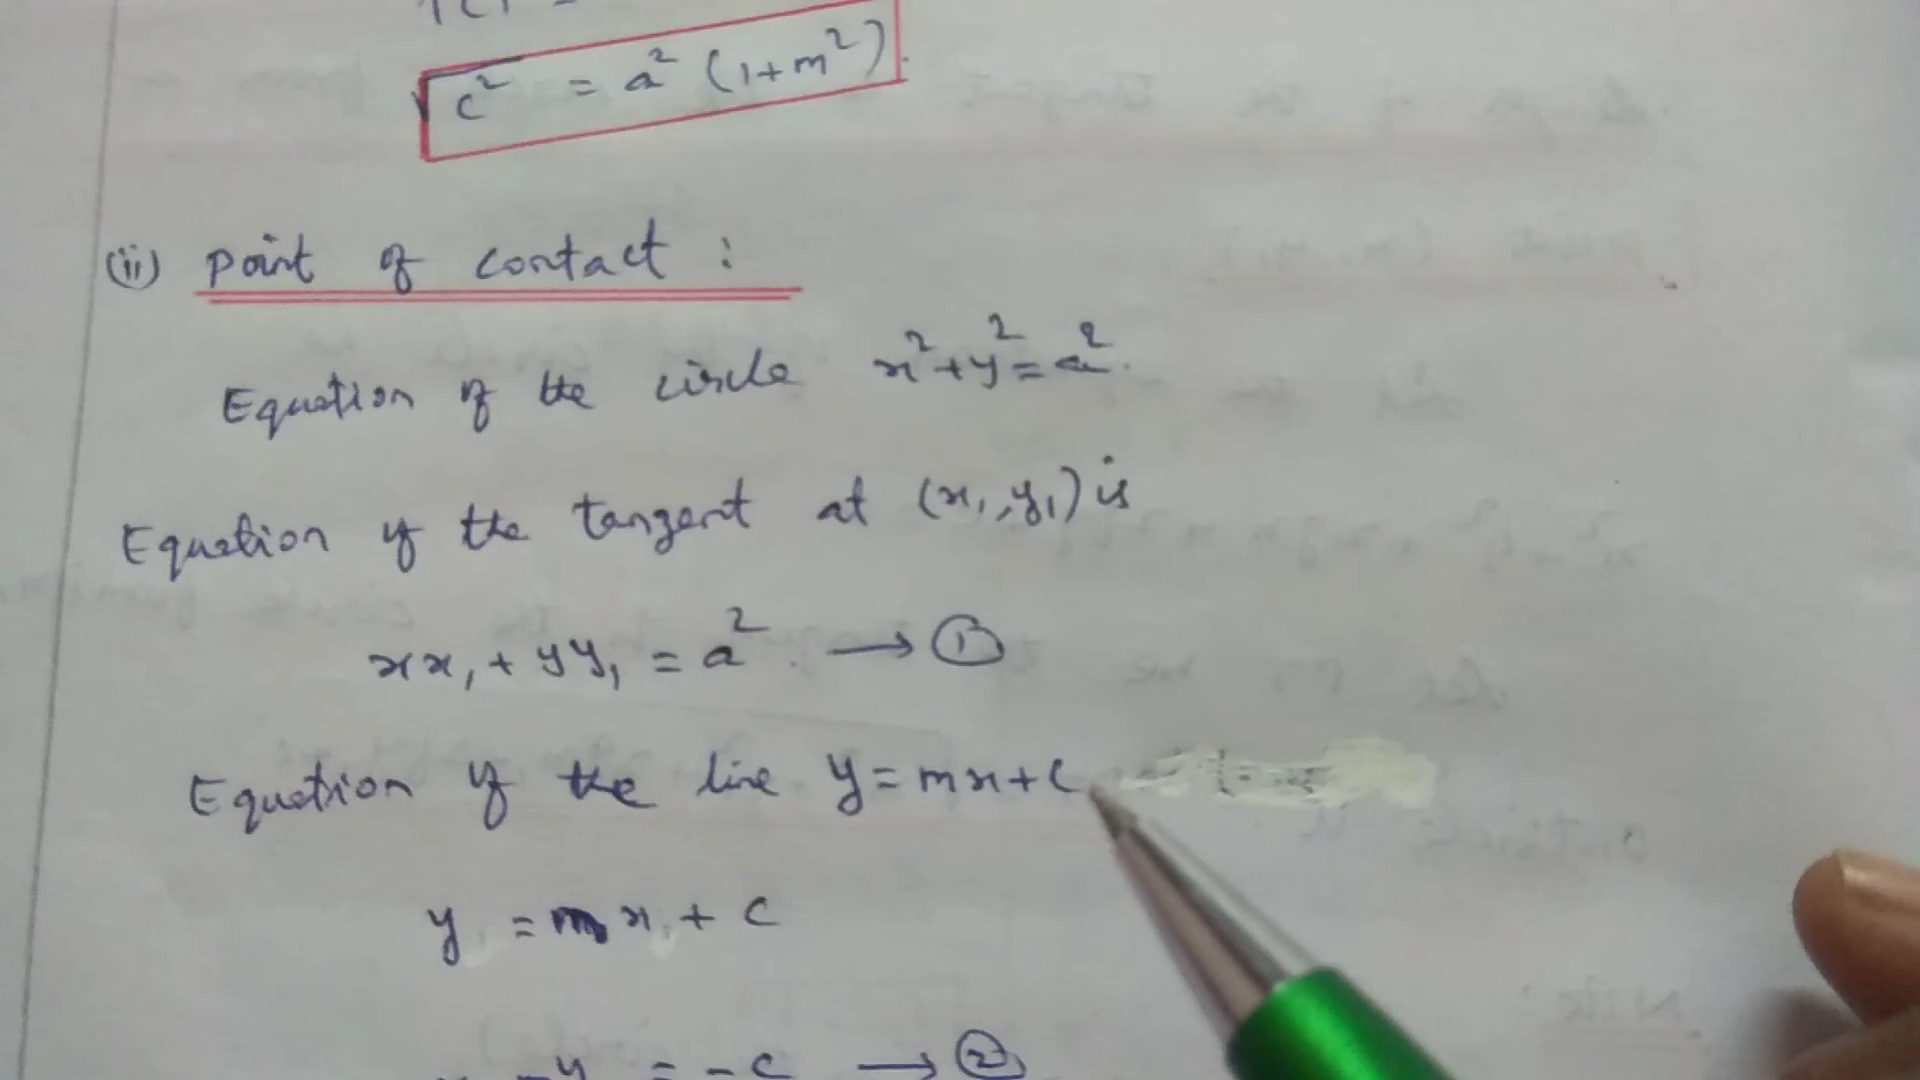 c² = a² (1+m²).
(ii) point of contact :
Equation of the circle x²+y²=a².
Equation of the tangent at (x₁,y₁) is
xx₁ + yy₁ = a². → ①
Equation of the line y=mx+c
y = mx + c
-y = -c → ②